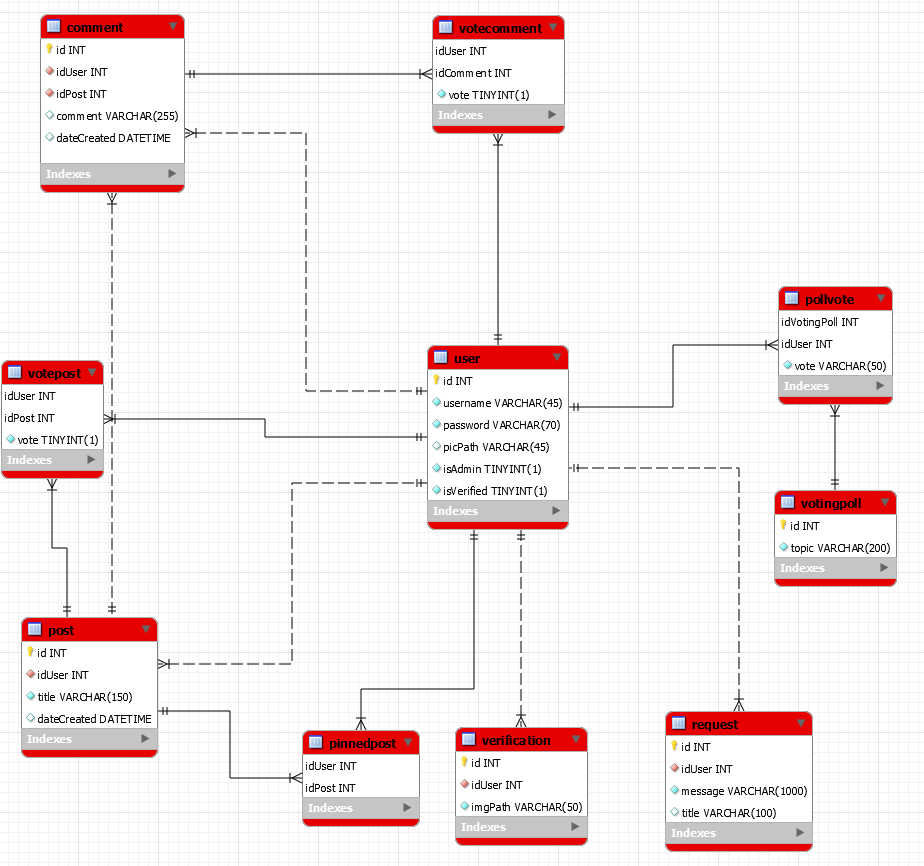 comment
id INT
idUser INT
idPost INT
comment VARCHAR(255)
dateCreated DATETIME
Indexes
votecomment
idUser INT
idComment INT
vote TINYINT(1)
Indexes
pollvote
idVotingPoll INT
idUser INT
vote VARCHAR(50)
Indexes
user
id INT
username VARCHAR(45)
password VARCHAR(70)
picPath VARCHAR(45)
isAdmin TINYINT(1)
isVerified TINYINT(1)
Indexes
votepost
idUser INT
idPost INT
vote TINYINT(1)
Indexes
votingpoll
id INT
topic VARCHAR(200)
Indexes
post
id INT
idUser INT
title VARCHAR(150)
dateCreated DATETIME
Indexes
pinnedpost
idUser INT
idPost INT
Indexes
verification
id INT
idUser INT
imgPath VARCHAR(50)
Indexes
request
id INT
idUser INT
message VARCHAR(1000)
title VARCHAR(100)
Indexes